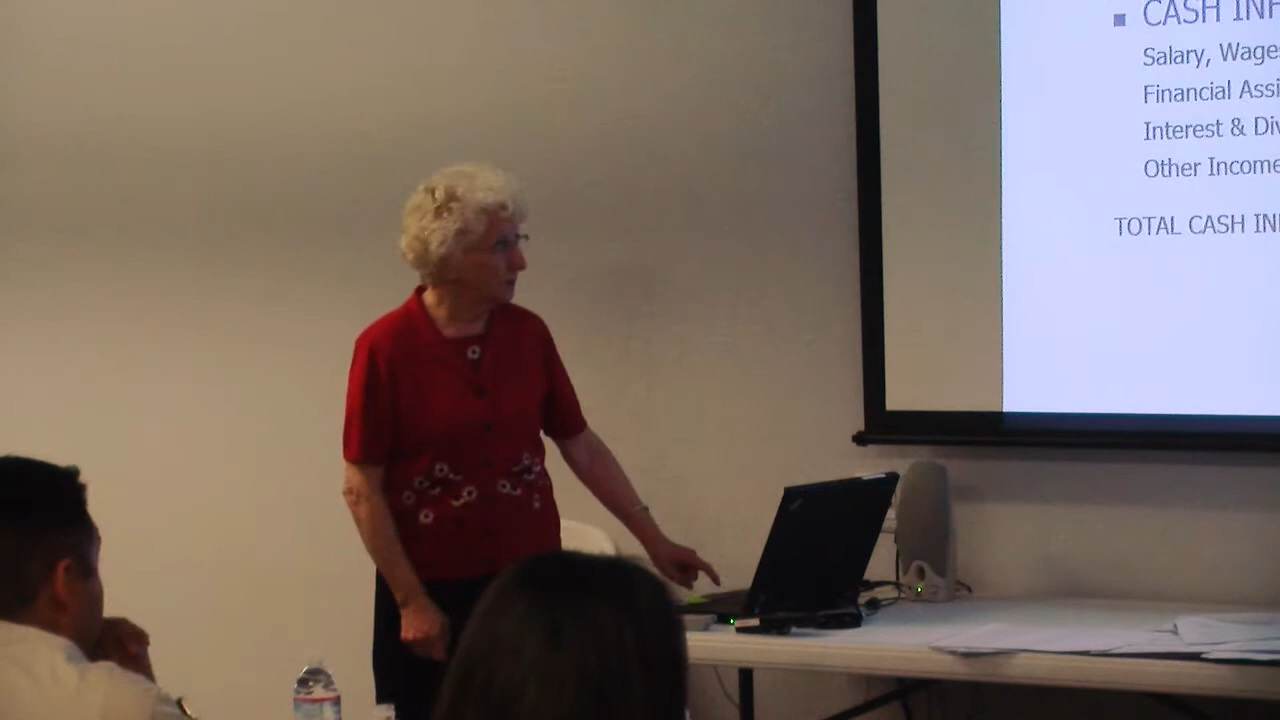 CASH INF
Salary, Wage
Financial Assi
Interest & Div
Other Income
TOTAL CASH IN